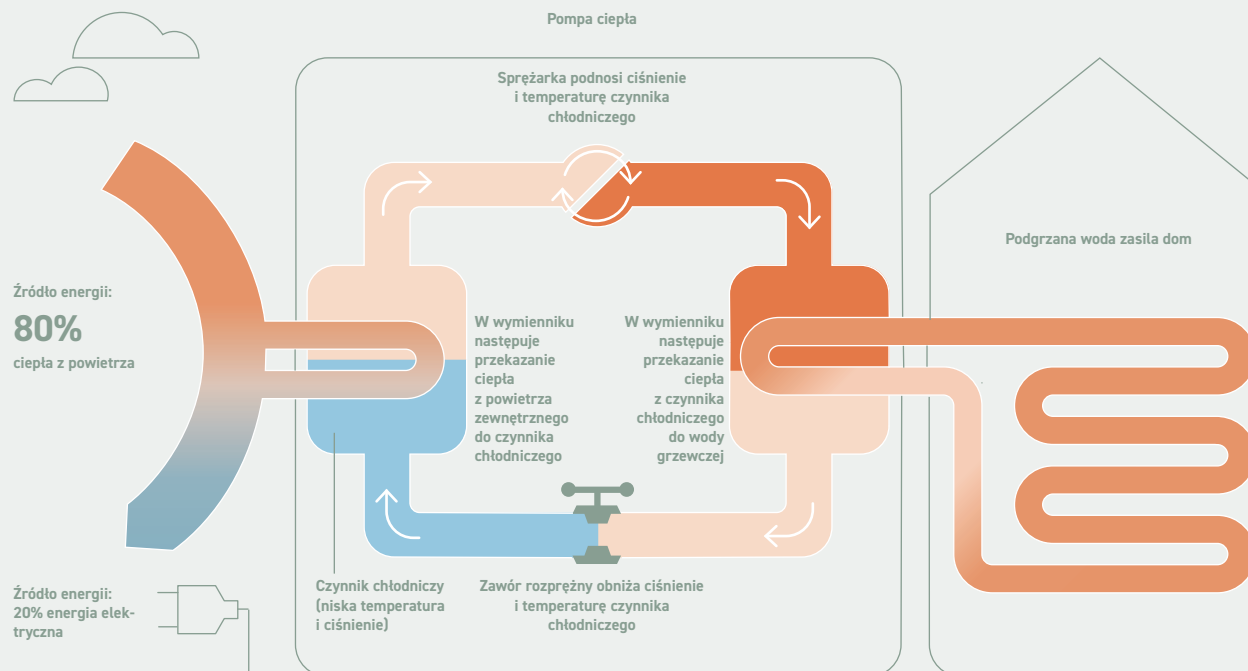 Pompa ciepła
Sprężarka podnosi ciśnienie
i temperaturę czynnika
chłodniczego
Podgrzana woda zasila dom
Źródło energii:
80%
ciepła z powietrza
W wymienniku
następuje
przekazanie
ciepła
z powietrza
zewnętrznego
do czynnika
chłodniczego
W wymienniku
następuje
przekazanie
ciepła
z czynnika
chłodniczego
do wody
grzewczej
Źródło energii:
20% energia elek-
tryczna
Czynnik chłodniczy
(niska temperatura
i ciśnienie)
Zawór rozprężny obniża ciśnienie
i temperaturę czynnika
chłodniczego